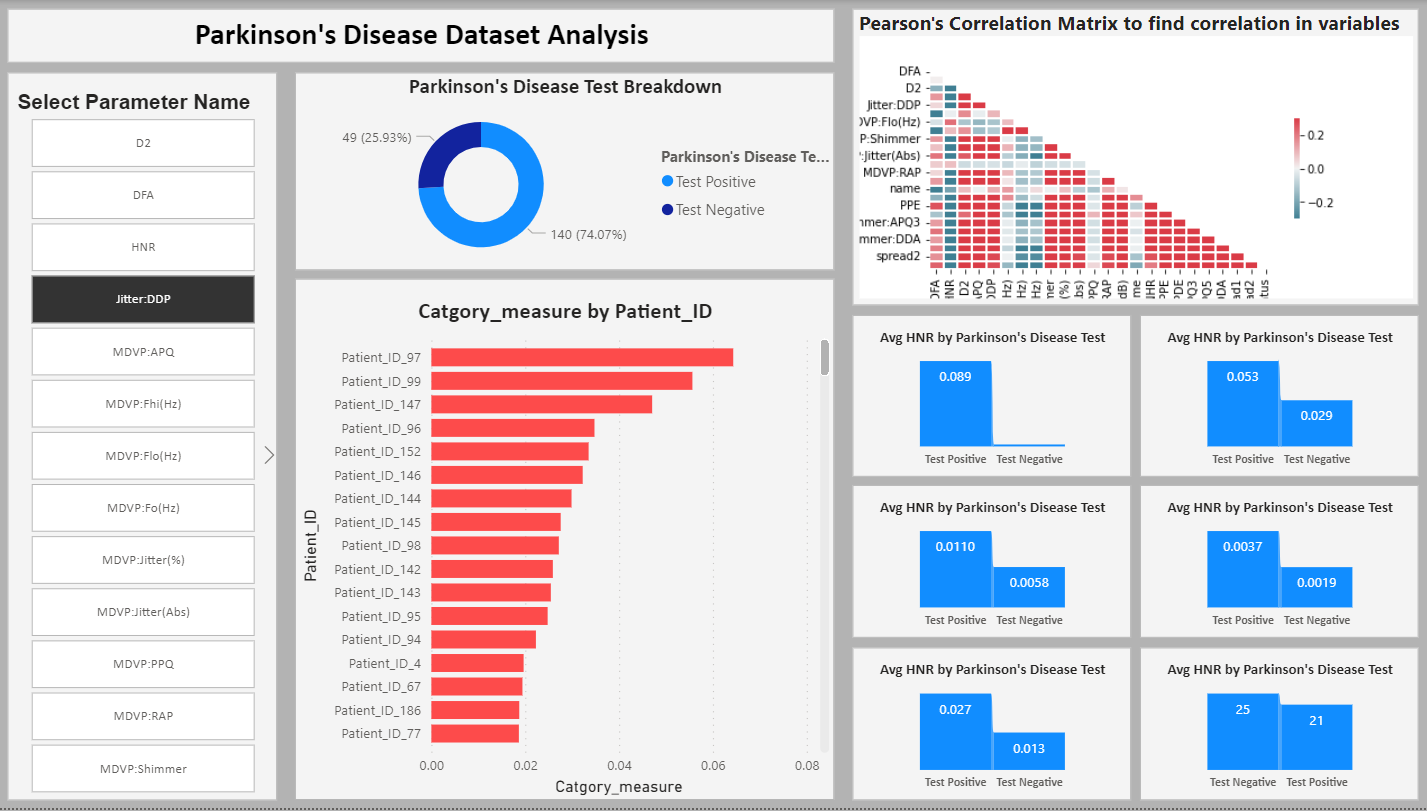 Parkinson's Disease Dataset Analysis
Select Parameter Name
D2
DFA
HNR
Jitter:DDP
MDVP:APQ
MDVP:Fhi(Hz)
MDVP:Flo(Hz)
MDVP:Fo(Hz)
MDVP:Jitter(%)
MDVP:Jitter(Abs)
MDVP:PPQ
MDVP:RAP
MDVP:Shimmer
Parkinson's Disease Test Breakdown
49 (25.93%)
140 (74.07%)
Parkinson's Disease Te...
Test Positive
Test Negative
Catgory_measure by Patient_ID
Patient_ID
Patient_ID_97
Patient_ID_99
Patient_ID_147
Patient_ID_96
Patient_ID_152
Patient_ID_146
Patient_ID_144
Patient_ID_145
Patient_ID_98
Patient_ID_142
Patient_ID_143
Patient_ID_95
Patient_ID_94
Patient_ID_4
Patient_ID_67
Patient_ID_186
Patient_ID_77
0.00 0.02 0.04 0.06 0.08
Catgory_measure
Pearson's Correlation Matrix to find correlation in variables
DFA
D2
Jitter:DDP
DVP:Flo(Hz)
P:Shimmer
:Jitter(Abs)
MDVP:RAP
name
PPE
mmer:APQ3
mmer:DDA
spread2
DFA
HNR
D2
APQ
DDP
Hz)
Hz)
Hz)
mer
(%)
bs)
PPQ
RAP
(dB)
me
NHR
PPE
PDE
PQ3
PQ5
DDA
ad1
ad2
tus
0.2
0.0
−0.2
Avg HNR by Parkinson's Disease Test
0.089
Test Positive Test Negative
Avg HNR by Parkinson's Disease Test
0.053
0.029
Test Positive Test Negative
Avg HNR by Parkinson's Disease Test
0.0110
0.0058
Test Positive Test Negative
Avg HNR by Parkinson's Disease Test
0.0037
0.0019
Test Positive Test Negative
Avg HNR by Parkinson's Disease Test
0.027
0.013
Test Positive Test Negative
Avg HNR by Parkinson's Disease Test
25
21
Test Negative Test Positive